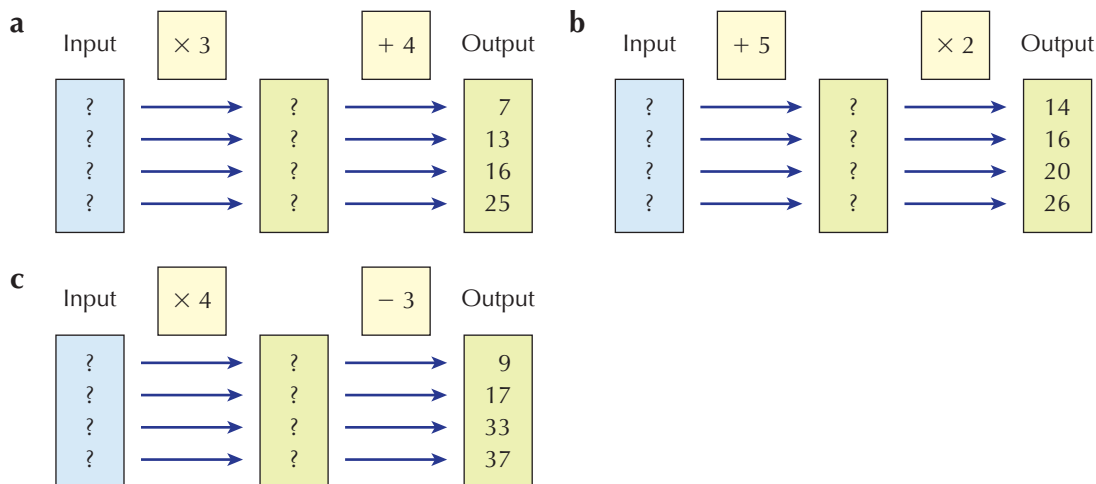 a
Input × 3 + 4 Output
? ? 7
? ? 13
? ? 16
? ? 25
b
Input + 5 × 2 Output
? ? 14
? ? 16
? ? 20
? ? 26
c
Input × 4 − 3 Output
? ? 9
? ? 17
? ? 33
? ? 37